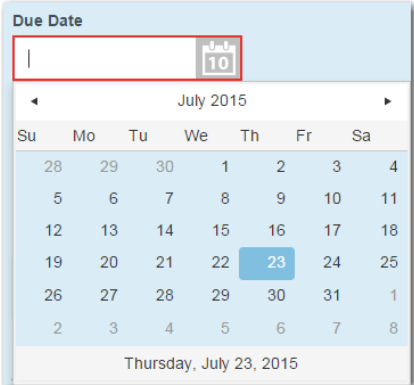 Due Date
10
July 2015
Su Mo Tu We Th Fr Sa
28 29 30 1 2 3 4
5 6 7 8 9 10 11
12 13 14 15 16 17 18
19 20 21 22 23 24 25
26 27 28 29 30 31 1
2 3 4 5 6 7 8
Thursday, July 23, 2015